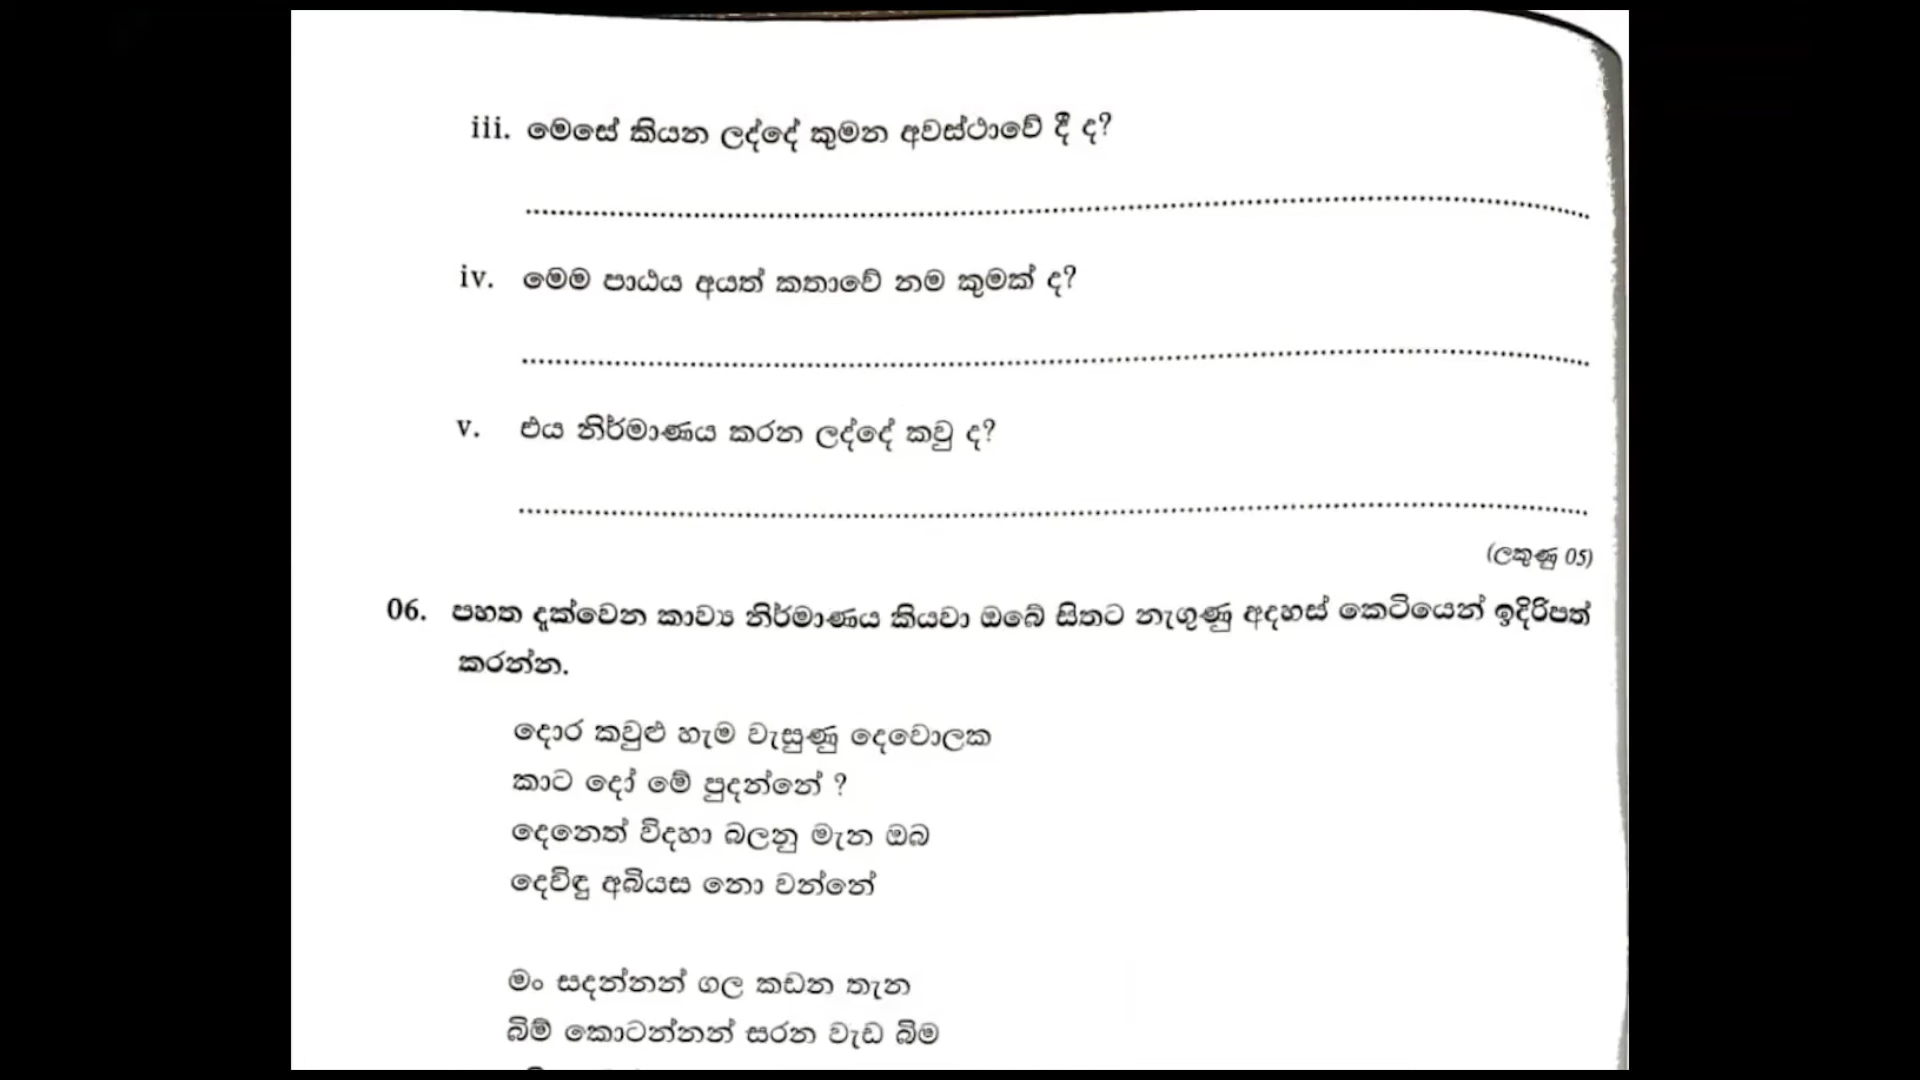 iii. මෙසේ කියන ලද්දේ කුමන අවස්ථාවේ දී ද?
iv. මෙම පාඨය අයත් කතාවේ නම කුමක් ද?
v. එය නිර්මාණය කරන ලද්දේ කවු ද?
(ලකුණු 05)
06. පහත දැක්වෙන කාව්‍ය නිර්මාණය කියවා ඔබේ සිතට නැගුණු අදහස් කෙටියෙන් ඉදිරිපත්
කරන්න.
දොර කවුළු හැම වැසුණු දෙවොලක
කාට දෝ මේ පුදන්නේ ?
දෙනෙත් විදහා බලනු මැන ඔබ
දෙවිඳු අබියස නො වන්නේ
මං සදන්නන් ගල කඩන තැන
බිම් කොටන්නන් සරන වැඩ බිම